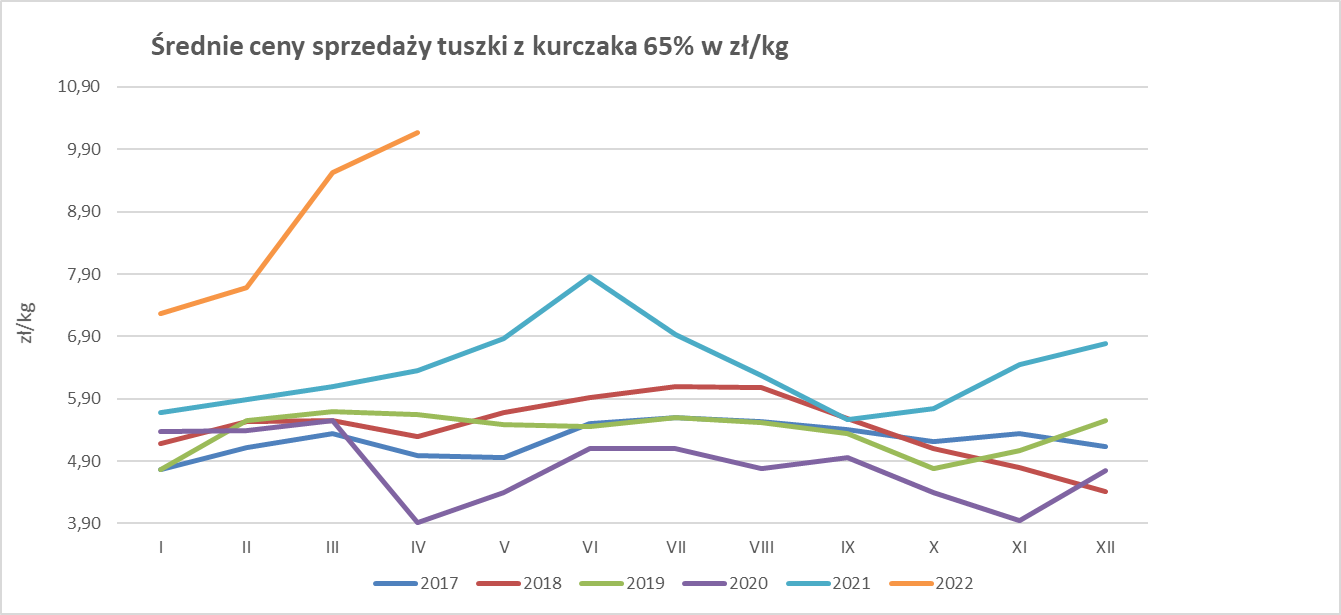 Średnie ceny sprzedaży tuszki z kurczaka 65% w zł/kg
10,90
9,90
8,90
7,90
6,90
5,90
4,90
3,90
zł/kg
I II III IV V VI VII VIII IX X XI XII
2017 2018 2019 2020 2021 2022